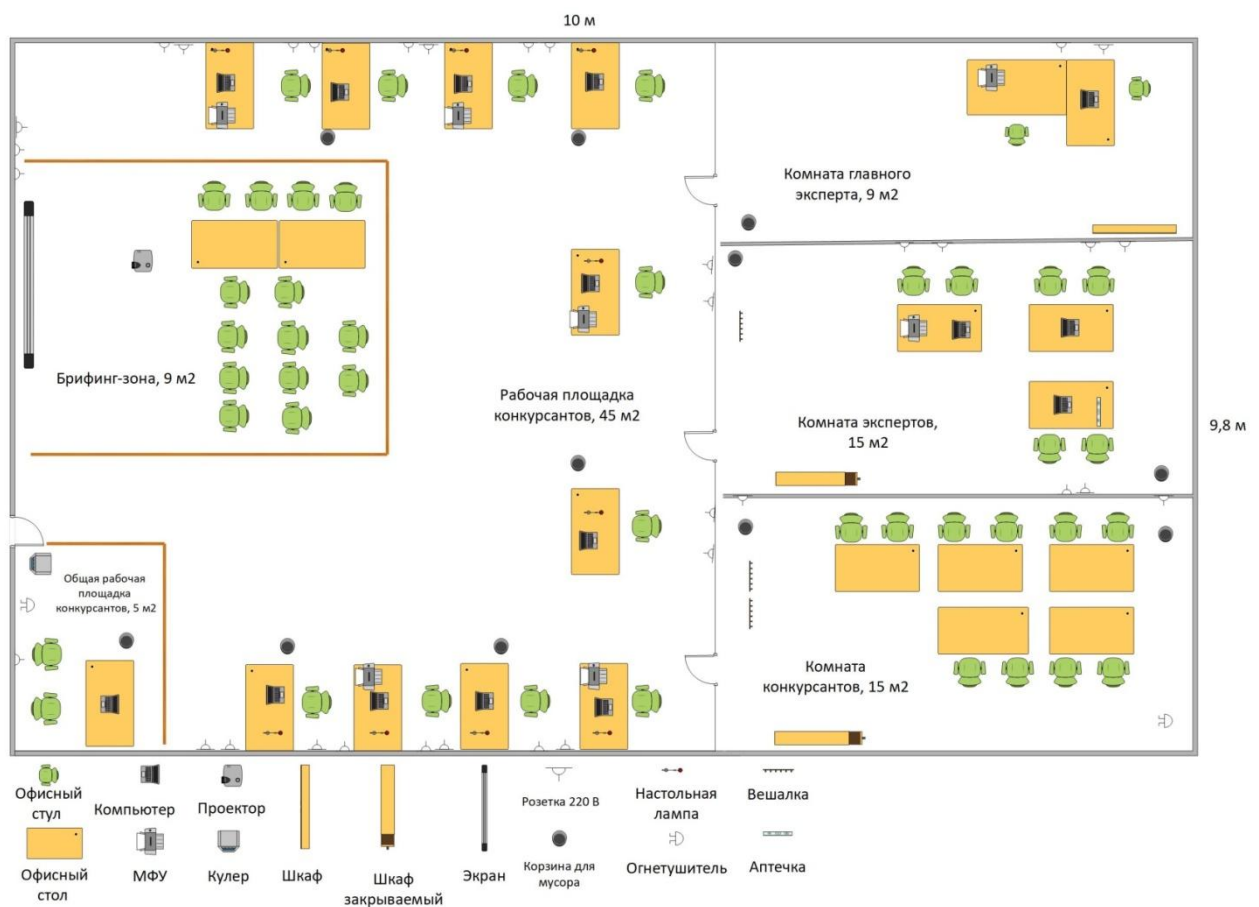 10 м
Комната главного
эксперта, 9 м2
Брифинг-зона, 9 м2
Рабочая площадка
конкурсантов, 45 м2
Комната экспертов,
15 м2
9,8 м
Общая рабочая
площадка
конкурсантов, 5 м2
Комната
конкурсантов, 15 м2
Офисный
стул
Компьютер
Проектор
Розетка 220 В
Настольная
лампа
Вешалка
Офисный
стол
МФУ
Кулер
Шкаф
Шкаф
закрываемый
Экран
Корзина для
мусора
Огнетушитель
Аптечка